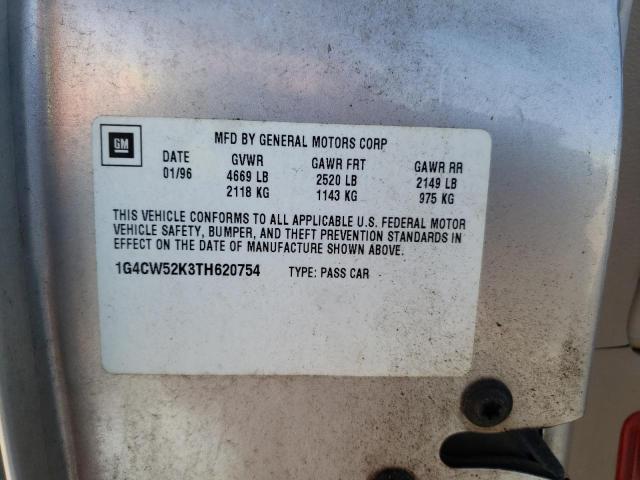 GM
MFD BY GENERAL MOTORS CORP
DATE GVWR GAWR FRT GAWR RR
01/96 4669 LB 2520 LB 2149 LB
2118 KG 1143 KG 975 KG
THIS VEHICLE CONFORMS TO ALL APPLICABLE U.S. FEDERAL MOTOR
VEHICLE SAFETY, BUMPER, AND THEFT PREVENTION STANDARDS IN
EFFECT ON THE DATE OF MANUFACTURE SHOWN ABOVE.
1G4CW52K3TH620754 TYPE: PASS CAR